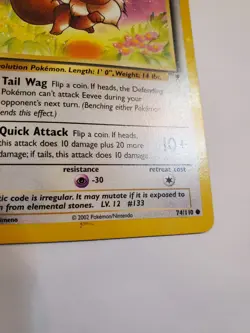 olution Pokémon. Length: 1' 0", Weight: 14 lbs.
Tail Wag Flip a coin. If heads, the Defending
Pokémon can't attack Eevee during your
opponent's next turn. (Benching either Pokémon
ends this effect.)
Quick Attack Flip a coin. If heads,
this attack does 10 damage plus 20 more
damage; if tails, this attack does 10 damage.
10+
resistance
retreat cost
-30
tic code is irregular. It may mutate if it is exposed to
n from elemental stones. LV. 12 #133
imena
© 2002 Pokémon/Nintendo
74/110